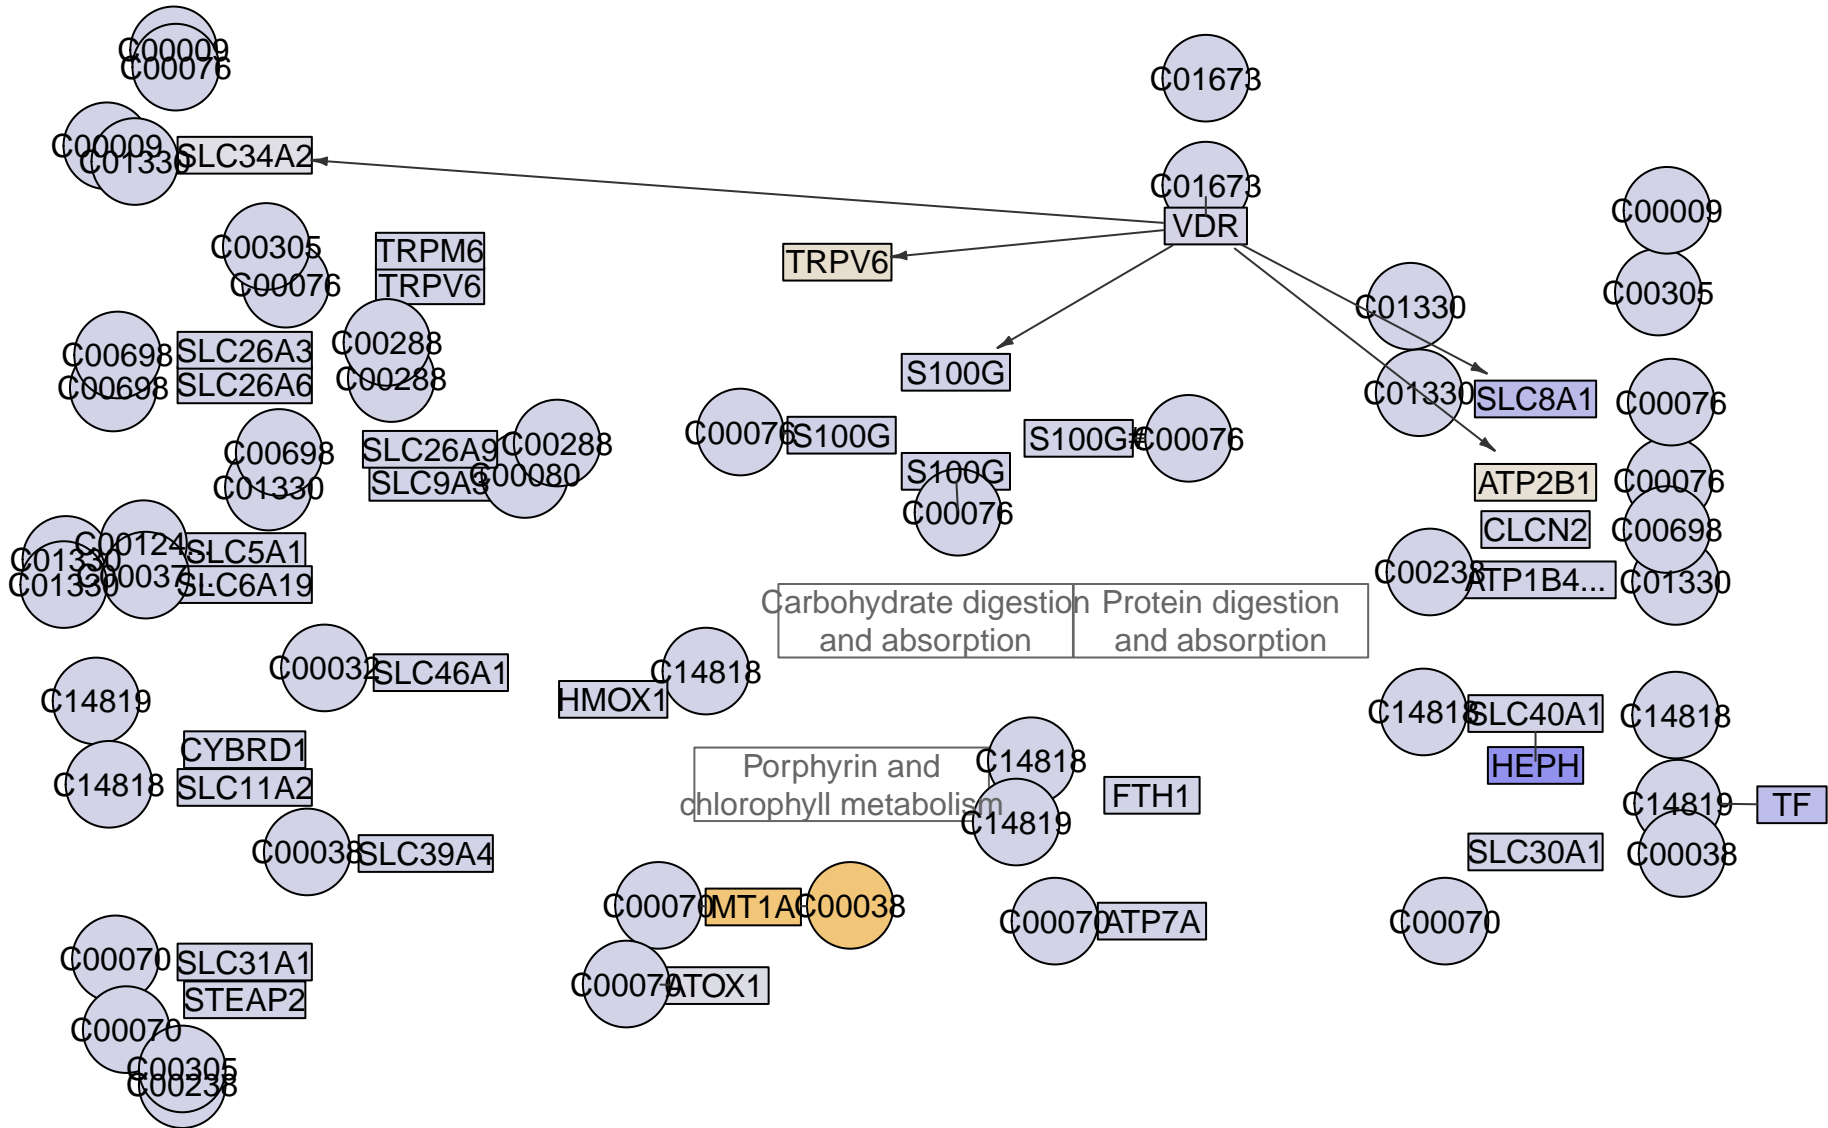 C00009
C00076
C01673
C00009
C01330
SLC34A2
C01673
VDR
C00009
C00305
C00076
TRPM6
TRPV6
TRPV6
C01330
C00305
C00698
C00698
SLC26A3
SLC26A6
C00288
C00288
S100G
C01330
SLC8A1
C00076
C00698
C01330
SLC26A9
SLC9A3
C00288
C00080
C00076
S100G
S100G
C00076
S100G
C00076
ATP2B1
C00076
CLCN2
C00698
C01330
C01330
C00124...
C00037...
SLC5A1
SLC6A19
C00238
ATP1B4...
C01330
Carbohydrate digestion
and absorption
Protein digestion
and absorption
C00032
SLC46A1
HMOX1
C14818
C14819
C14818
CYBRD1
SLC11A2
C14818
SLC40A1
HEPH
C14818
Porphyrin and
chlorophyll metabolism
C14818
C14819
FTH1
C14819
TF
C00038
SLC39A4
SLC30A1
C00038
C00070
MT1A
C00038
C00070
ATP7A
C00070
C00070
SLC31A1
STEAP2
C00070
ATOX1
C00070
C00305
C00238